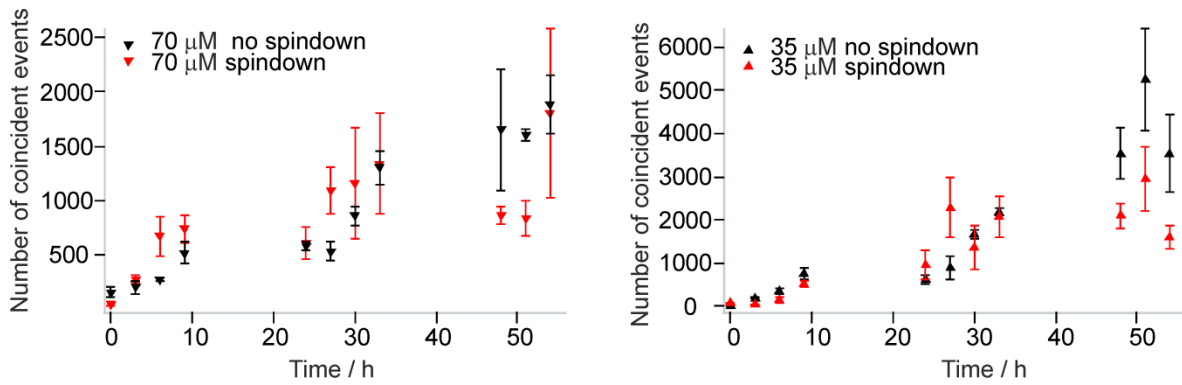 Number of coincident events
2500
2000
1500
1000
500
70 μM no spindown
70 μM spindown
0 10 20 30 40 50
Time / h
Number of coincident events
6000
5000
4000
3000
2000
1000
0
35 μM no spindown
35 μM spindown
0 10 20 30 40 50
Time / h